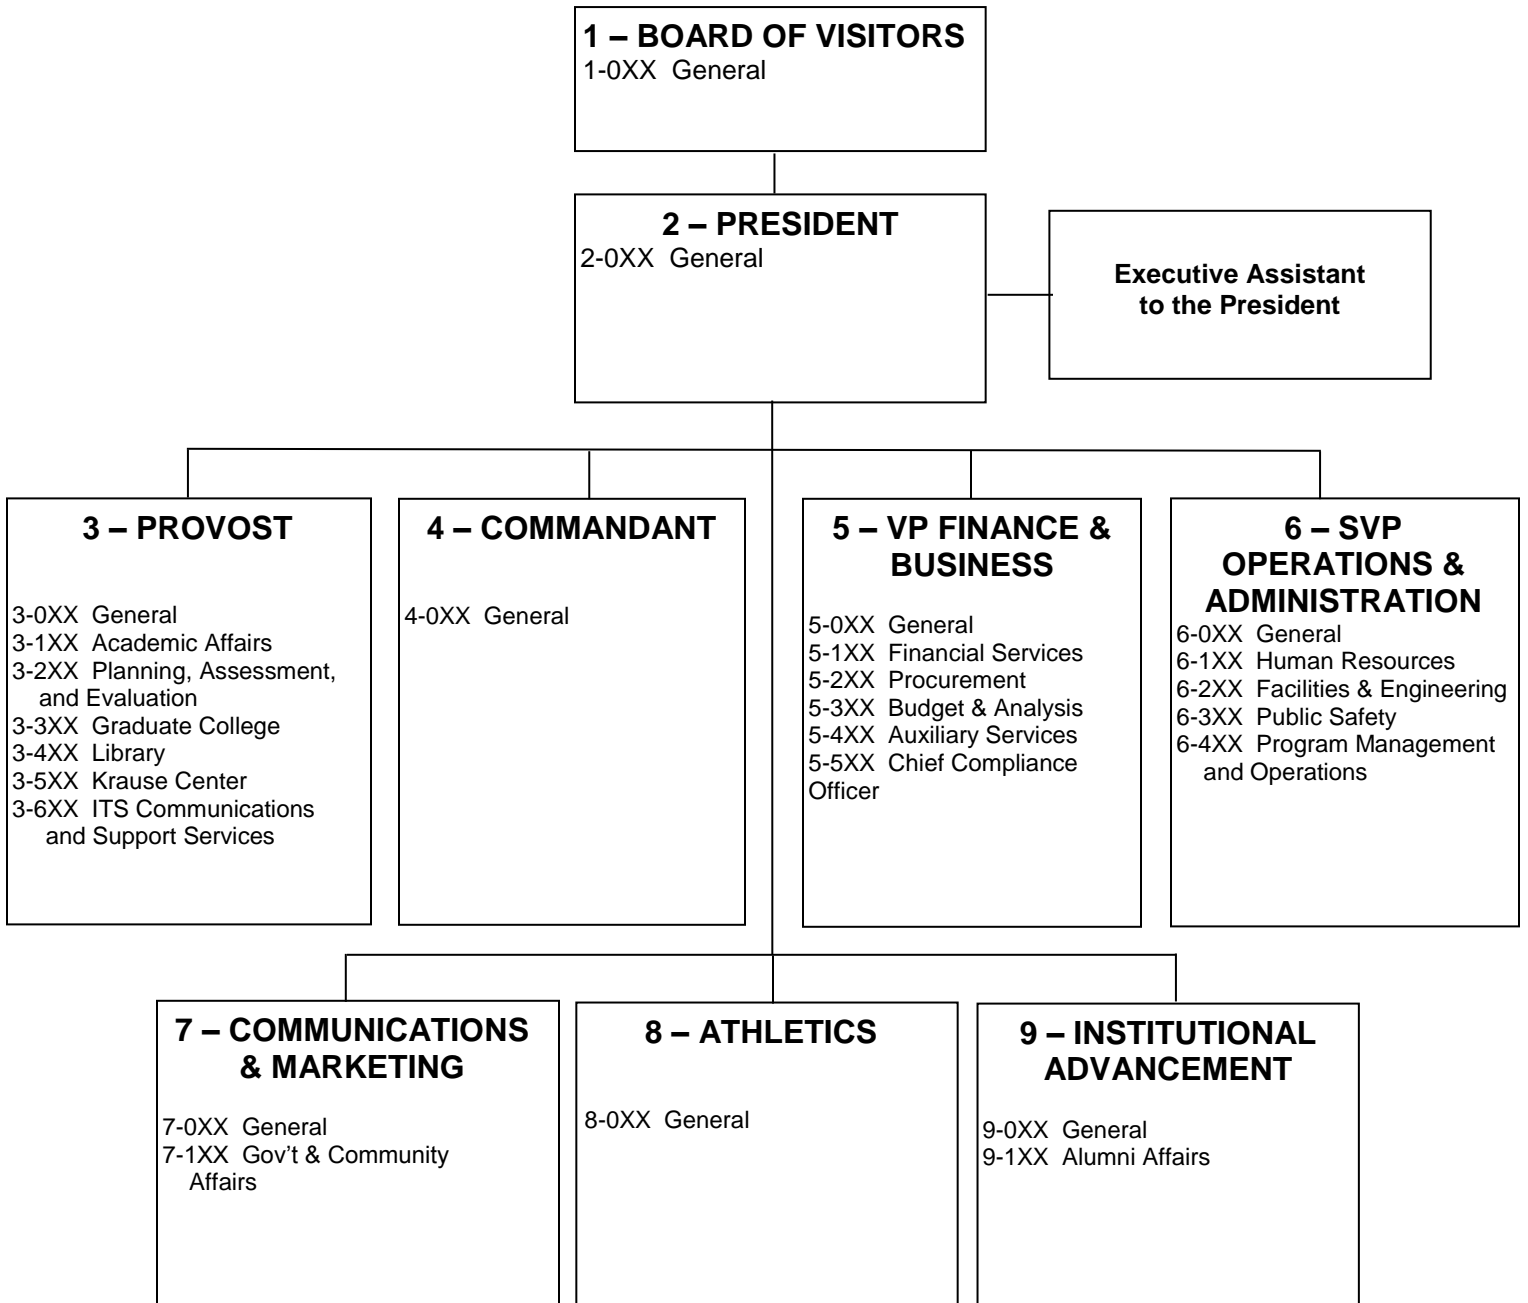 1 – BOARD OF VISITORS
1-0XX General
2 – PRESIDENT
2-0XX General
Executive Assistant
to the President
3 – PROVOST
3-0XX General
3-1XX Academic Affairs
3-2XX Planning, Assessment,
and Evaluation
3-3XX Graduate College
3-4XX Library
3-5XX Krause Center
3-6XX ITS Communications
and Support Services
4 – COMMANDANT
4-0XX General
5 – VP FINANCE &
BUSINESS
5-0XX General
5-1XX Financial Services
5-2XX Procurement
5-3XX Budget & Analysis
5-4XX Auxiliary Services
5-5XX Chief Compliance
Officer
6 – SVP
OPERATIONS &
ADMINISTRATION
6-0XX General
6-1XX Human Resources
6-2XX Facilities & Engineering
6-3XX Public Safety
6-4XX Program Management
and Operations
7 – COMMUNICATIONS
& MARKETING
7-0XX General
7-1XX Gov’t & Community
Affairs
8 – ATHLETICS
8-0XX General
9 – INSTITUTIONAL
ADVANCEMENT
9-0XX General
9-1XX Alumni Affairs